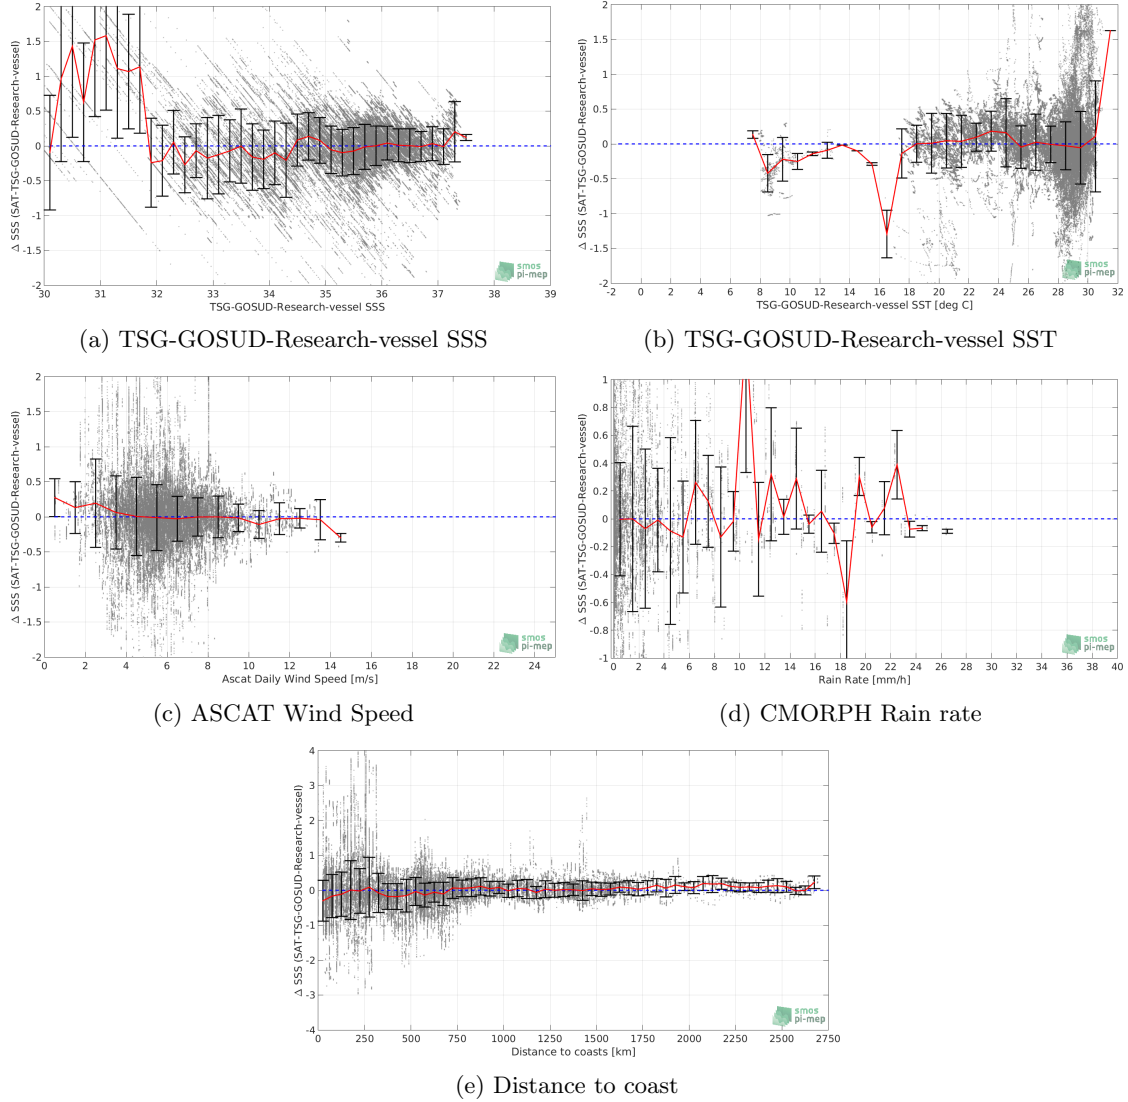 Δ SSS (SAT-TSG-GOSUD-Research-vessel)
2
1.5
1
0.5
0
-0.5
-1
-1.5
-2
30 31 32 33 34 35 36 37 38 39
TSG-GOSUD-Research-vessel SSS
smos
pi-mep
(a) TSG-GOSUD-Research-vessel SSS
Δ SSS (SAT-TSG-GOSUD-Research-vessel)
2
1.5
1
0.5
0
-0.5
-1
-1.5
-2
-2 0 2 4 6 8 10 12 14 16 18 20 22 24 26 28 30 32
TSG-GOSUD-Research-vessel SST [deg C]
smos
pi-mep
(b) TSG-GOSUD-Research-vessel SST
Δ SSS (SAT-TSG-GOSUD-Research-vessel)
2
1.5
1
0.5
0
-0.5
-1
-1.5
-2
0 2 4 6 8 10 12 14 16 18 20 22 24
Ascat Daily Wind Speed [m/s]
smos
pi-mep
(c) ASCAT Wind Speed
Δ SSS (SAT-TSG-GOSUD-Research-vessel)
1
0.8
0.6
0.4
0.2
0
-0.2
-0.4
-0.6
-0.8
-1
0 2 4 6 8 10 12 14 16 18 20 22 24 26 28 30 32 34 36 38 40
Rain Rate [mm/h]
smos
pi-mep
(d) CMORPH Rain rate
Δ SSS (SAT-TSG-GOSUD-Research-vessel)
4
3
2
1
0
-1
-2
-3
-4
0 250 500 750 1000 1250 1500 1750 2000 2250 2500 2750
Distance to coasts [km]
smos
pi-mep
(e) Distance to coast